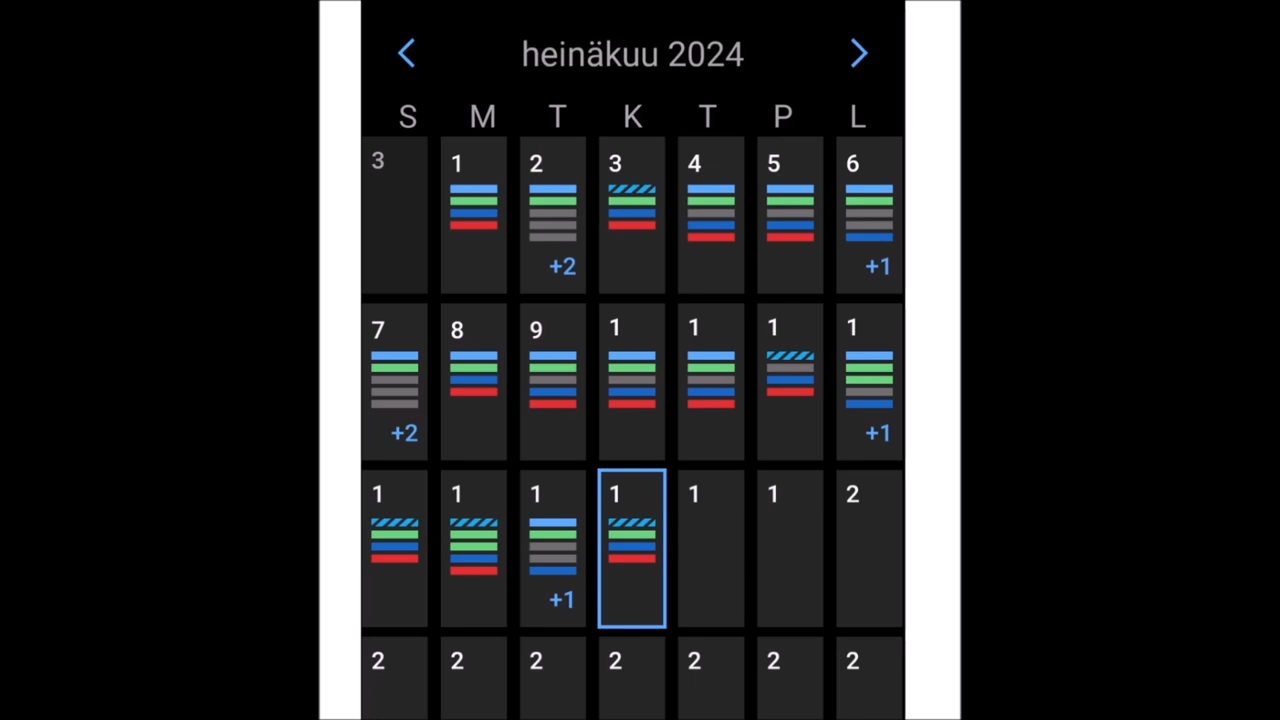 heinäkuu 2024
S M T K T P L
3 1 2 3 4 5 6
+2 +1
7 8 9 1 1 1 1
+2 +1
1 1 1 1 1 1 2
+1
2 2 2 2 2 2 2